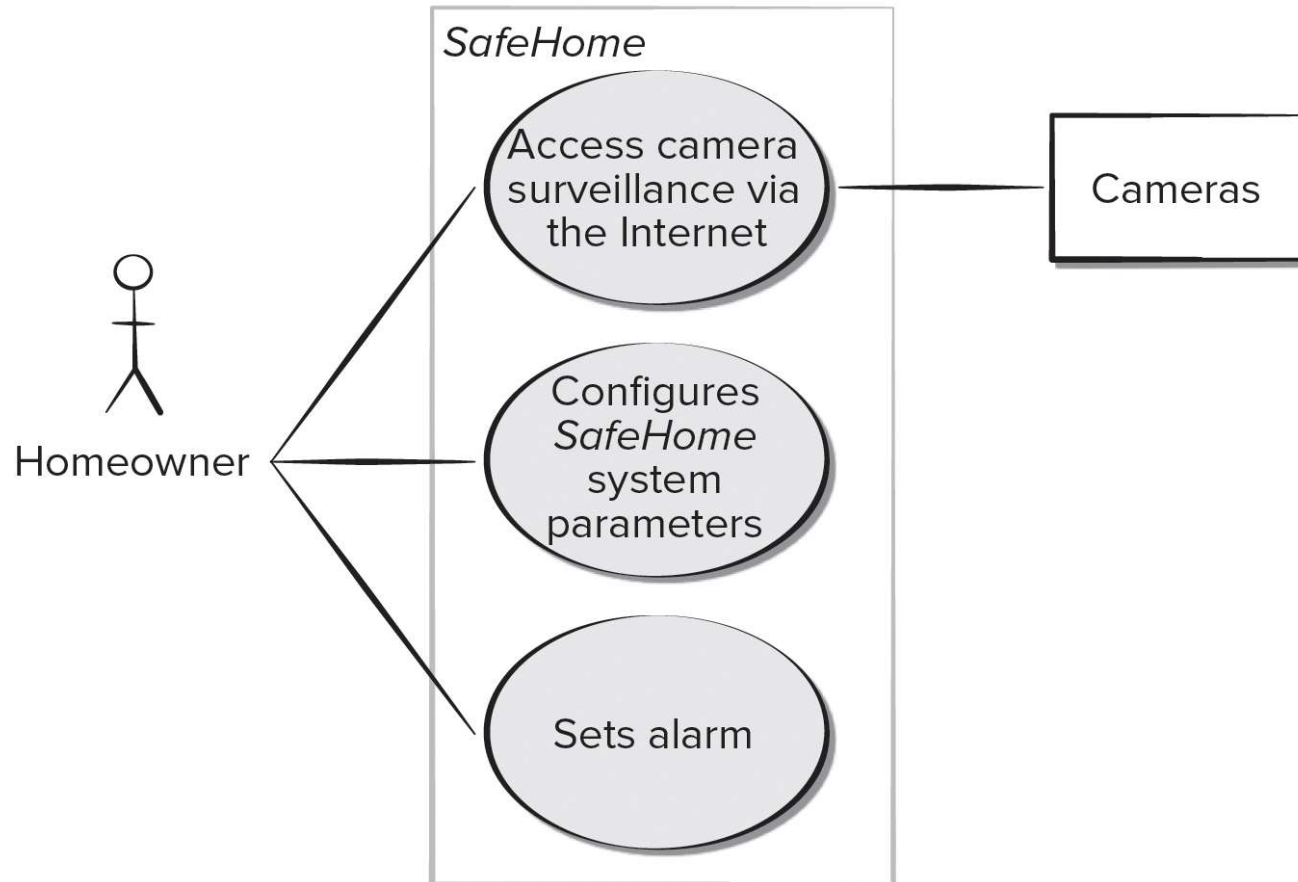 SafeHome
Access camera
surveillance via
the Internet
Cameras
Homeowner
Configures
SafeHome
system
parameters
Sets alarm